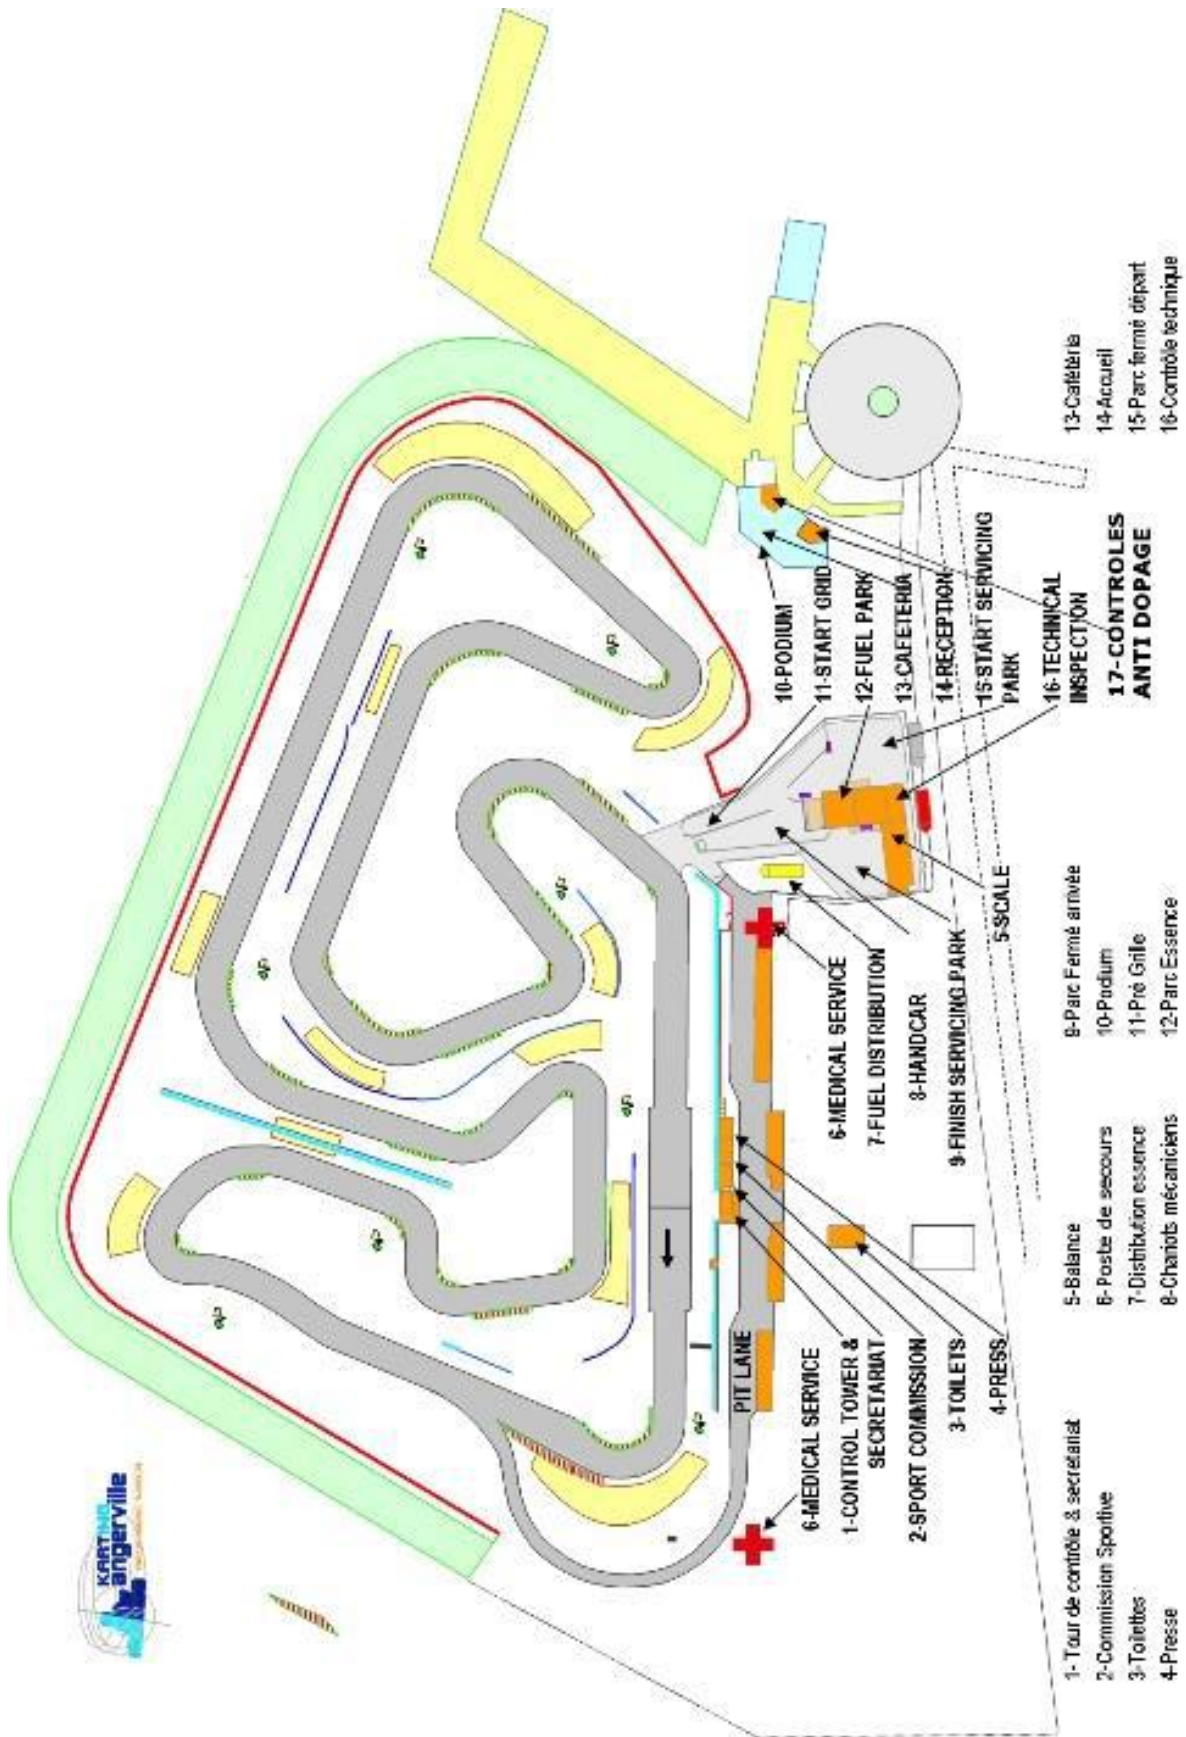 KARTING
angerville
PIT LANE
6-MEDICAL SERVICE
1-CONTROL TOWER &
SECRETARIAT
2-SPORT COMMISSION
3-TOILETS
4-PRESS
6-MEDICAL SERVICE
7-FUEL DISTRIBUTION
8-HANDCAR
9-FINISH SERVICING PARK
5-SCALE
10-PODIUM
11-START GRID
12-FUEL PARK
13-CAFETERIA
14-RECEPTION
15-START SERVICING
PARK
16-TECHNICAL
INSPECTION
17-CONTROLES
ANTI DOPAGE
1- Tour de contrôle & secretariat
2-Commission Sportive
3-Toilettes
4-Presse
5-Balance
6- Poste de secours
7-Distribution essence
8-Chariots mécaniciens
9-Parc Fermé arrivée
10-Podium
11-Pré Grille
12-Parc Essence
13-Cafétéria
14-Accueil
15-Parc fermé départ
16-Contrôle technique